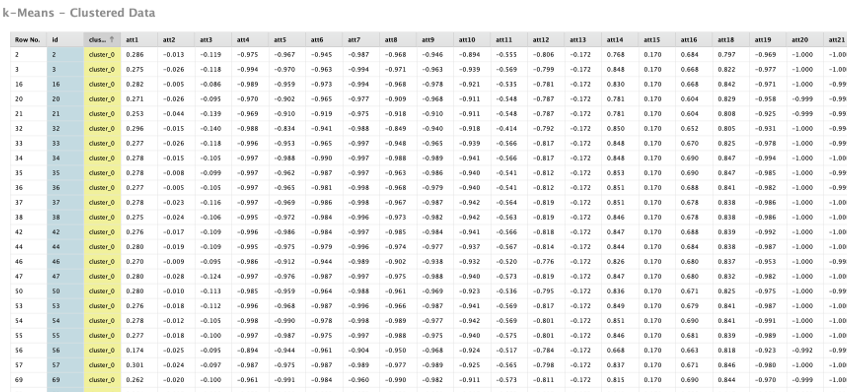 k-Means - Clustered Data
Row No. id clus... ↑ att1 att2 att3 att4 att5 att6 att7 att8 att9 att10 att11 att12 att13 att14 att15 att16 att18 att19 att20 att21
2 2 cluster_0 0.286 -0.013 -0.119 -0.975 -0.967 -0.945 -0.987 -0.968 -0.946 -0.894 -0.555 -0.806 -0.172 0.768 0.170 0.684 0.797 -0.969 -1.000 -1.00
3 3 cluster_0 0.275 -0.026 -0.118 -0.994 -0.970 -0.963 -0.994 -0.971 -0.963 -0.939 -0.569 -0.799 -0.172 0.848 0.170 0.668 0.822 -0.977 -1.000 -1.00
16 16 cluster_0 0.282 -0.005 -0.086 -0.989 -0.959 -0.973 -0.994 -0.968 -0.978 -0.921 -0.535 -0.781 -0.172 0.830 0.170 0.668 0.842 -0.971 -1.000 -1.00
20 20 cluster_0 0.271 -0.026 -0.095 -0.970 -0.902 -0.965 -0.977 -0.909 -0.968 -0.911 -0.548 -0.787 -0.172 0.781 0.170 0.604 0.829 -0.958 -0.999 -1.00
21 21 cluster_0 0.253 -0.044 -0.139 -0.969 -0.910 -0.919 -0.975 -0.918 -0.910 -0.911 -0.548 -0.787 -0.172 0.781 0.170 0.604 0.808 -0.925 -0.999 -1.00
32 32 cluster_0 0.296 -0.015 -0.140 -0.988 -0.834 -0.941 -0.988 -0.849 -0.940 -0.918 -0.414 -0.792 -0.172 0.850 0.170 0.652 0.805 -0.931 -1.000 -1.00
33 33 cluster_0 0.277 -0.026 -0.118 -0.996 -0.953 -0.965 -0.997 -0.948 -0.965 -0.939 -0.566 -0.817 -0.172 0.848 0.170 0.670 0.825 -0.978 -1.000 -1.00
34 34 cluster_0 0.278 -0.015 -0.105 -0.997 -0.988 -0.990 -0.997 -0.988 -0.989 -0.941 -0.566 -0.817 -0.172 0.848 0.170 0.690 0.847 -0.994 -1.000 -1.00
35 35 cluster_0 0.278 -0.008 -0.099 -0.997 -0.962 -0.987 -0.997 -0.963 -0.986 -0.940 -0.541 -0.812 -0.172 0.853 0.170 0.690 0.847 -0.985 -1.000 -1.00
36 36 cluster_0 0.277 -0.005 -0.105 -0.997 -0.965 -0.981 -0.998 -0.968 -0.979 -0.940 -0.541 -0.812 -0.172 0.851 0.170 0.688 0.841 -0.982 -1.000 -1.00
37 37 cluster_0 0.278 -0.023 -0.116 -0.997 -0.969 -0.986 -0.998 -0.967 -0.987 -0.942 -0.564 -0.819 -0.172 0.851 0.170 0.678 0.838 -0.986 -1.000 -1.00
38 38 cluster_0 0.275 -0.024 -0.106 -0.995 -0.972 -0.984 -0.996 -0.973 -0.982 -0.942 -0.563 -0.819 -0.172 0.846 0.170 0.678 0.838 -0.986 -1.000 -1.00
42 42 cluster_0 0.276 -0.017 -0.109 -0.996 -0.986 -0.984 -0.997 -0.985 -0.984 -0.941 -0.566 -0.818 -0.172 0.847 0.170 0.688 0.839 -0.992 -1.000 -1.00
44 44 cluster_0 0.280 -0.019 -0.109 -0.995 -0.975 -0.979 -0.996 -0.974 -0.977 -0.937 -0.567 -0.814 -0.172 0.844 0.170 0.684 0.838 -0.987 -1.000 -1.00
46 46 cluster_0 0.270 -0.009 -0.095 -0.986 -0.912 -0.944 -0.989 -0.902 -0.938 -0.932 -0.520 -0.776 -0.172 0.826 0.170 0.680 0.837 -0.953 -1.000 -1.00
47 47 cluster_0 0.280 -0.028 -0.124 -0.997 -0.976 -0.987 -0.997 -0.975 -0.988 -0.940 -0.573 -0.819 -0.172 0.847 0.170 0.680 0.832 -0.982 -1.000 -1.00
50 50 cluster_0 0.280 -0.010 -0.113 -0.985 -0.959 -0.964 -0.988 -0.961 -0.969 -0.923 -0.536 -0.795 -0.172 0.836 0.170 0.671 0.825 -0.975 -1.000 -1.00
53 53 cluster_0 0.276 -0.018 -0.112 -0.996 -0.968 -0.987 -0.996 -0.966 -0.987 -0.941 -0.569 -0.817 -0.172 0.849 0.170 0.679 0.841 -0.987 -1.000 -1.00
54 54 cluster_0 0.278 -0.012 -0.105 -0.998 -0.990 -0.978 -0.998 -0.989 -0.977 -0.942 -0.569 -0.801 -0.172 0.851 0.170 0.690 0.841 -0.991 -1.000 -1.00
55 55 cluster_0 0.277 -0.018 -0.100 -0.997 -0.987 -0.975 -0.997 -0.988 -0.975 -0.940 -0.575 -0.801 -0.172 0.846 0.170 0.681 0.839 -0.989 -1.000 -1.00
56 56 cluster_0 0.174 -0.025 -0.095 -0.894 -0.944 -0.961 -0.904 -0.950 -0.968 -0.924 -0.517 -0.784 -0.172 0.668 0.170 0.663 0.818 -0.923 -0.992 -0.99
57 57 cluster_0 0.301 -0.024 -0.097 -0.987 -0.975 -0.987 -0.989 -0.977 -0.989 -0.925 -0.565 -0.798 -0.172 0.837 0.170 0.671 0.846 -0.980 -1.000 -1.00
69 69 cluster_0 0.262 -0.020 -0.100 -0.961 -0.991 -0.984 -0.960 -0.990 -0.982 -0.911 -0.573 -0.811 -0.172 0.815 0.170 0.690 0.844 -0.970 -0.999 -1.00